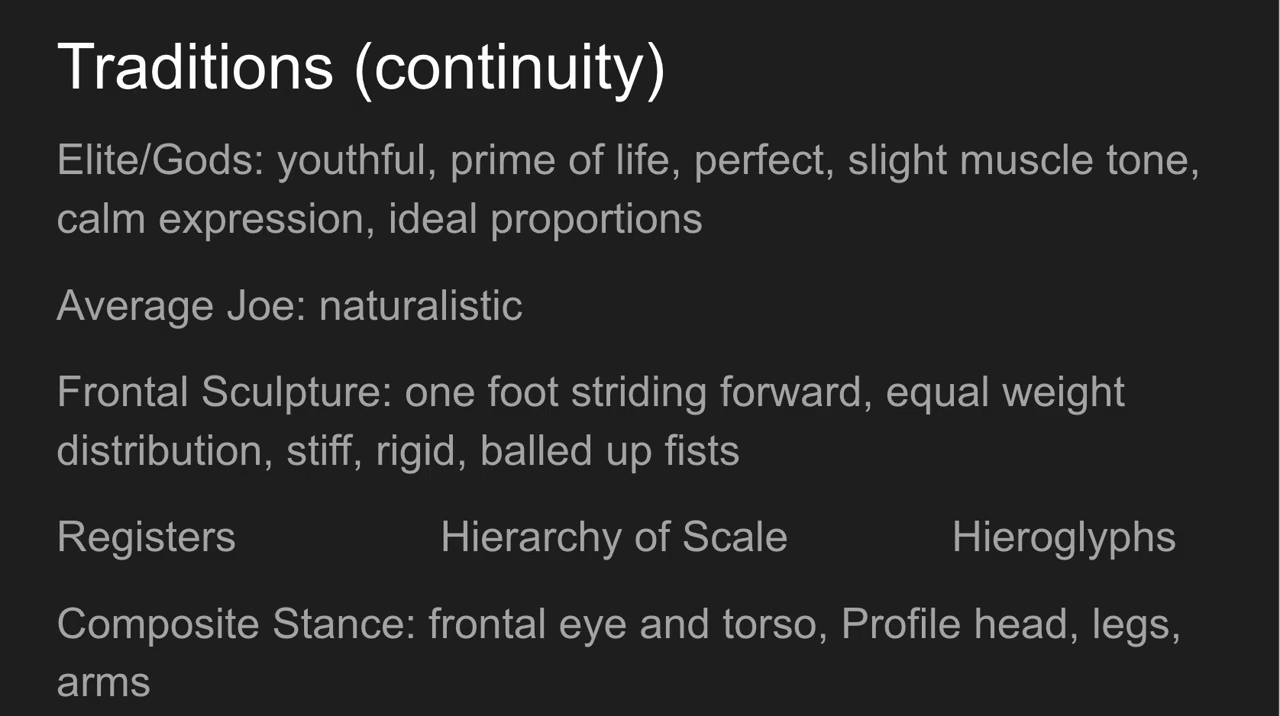 Traditions (continuity)
Elite/Gods: youthful, prime of life, perfect, slight muscle tone,
calm expression, ideal proportions
Average Joe: naturalistic
Frontal Sculpture: one foot striding forward, equal weight
distribution, stiff, rigid, balled up fists
Registers Hierarchy of Scale Hieroglyphs
Composite Stance: frontal eye and torso, Profile head, legs,
arms